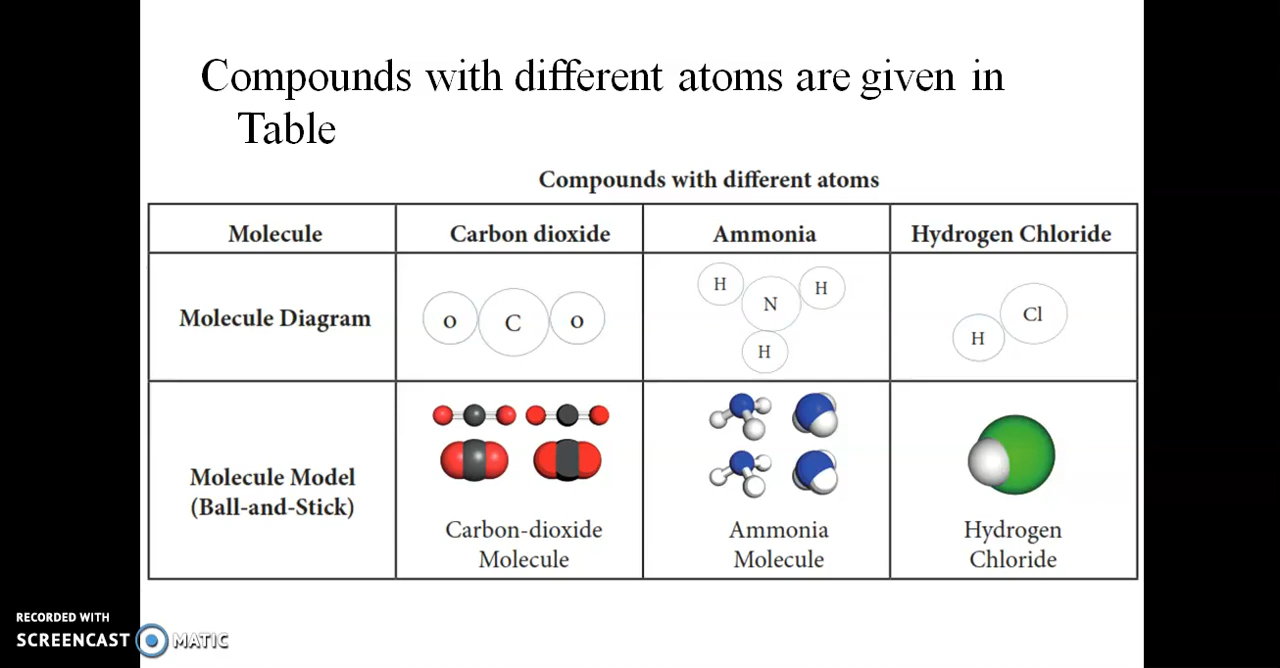 Compounds with different atoms are given in
Table
Compounds with different atoms
Molecule
Carbon dioxide
Ammonia
Hydrogen Chloride
Molecule Diagram
O C O
H N H
H
Cl
H
Molecule Model
(Ball-and-Stick)
Carbon-dioxide
Molecule
Ammonia
Molecule
Hydrogen
Chloride
RECORDED WITH
SCREENCAST MATIC